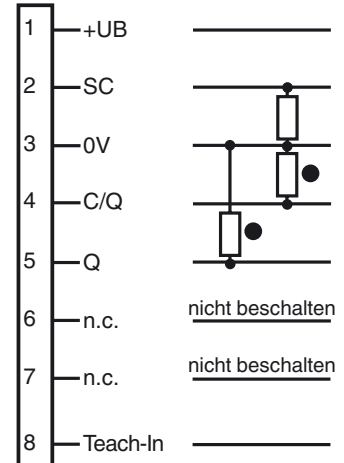 1 +UB
2 SC
3 0V
4 C/Q
5 Q
6 n.c. nicht beschalten
7 n.c. nicht beschalten
8 Teach-In